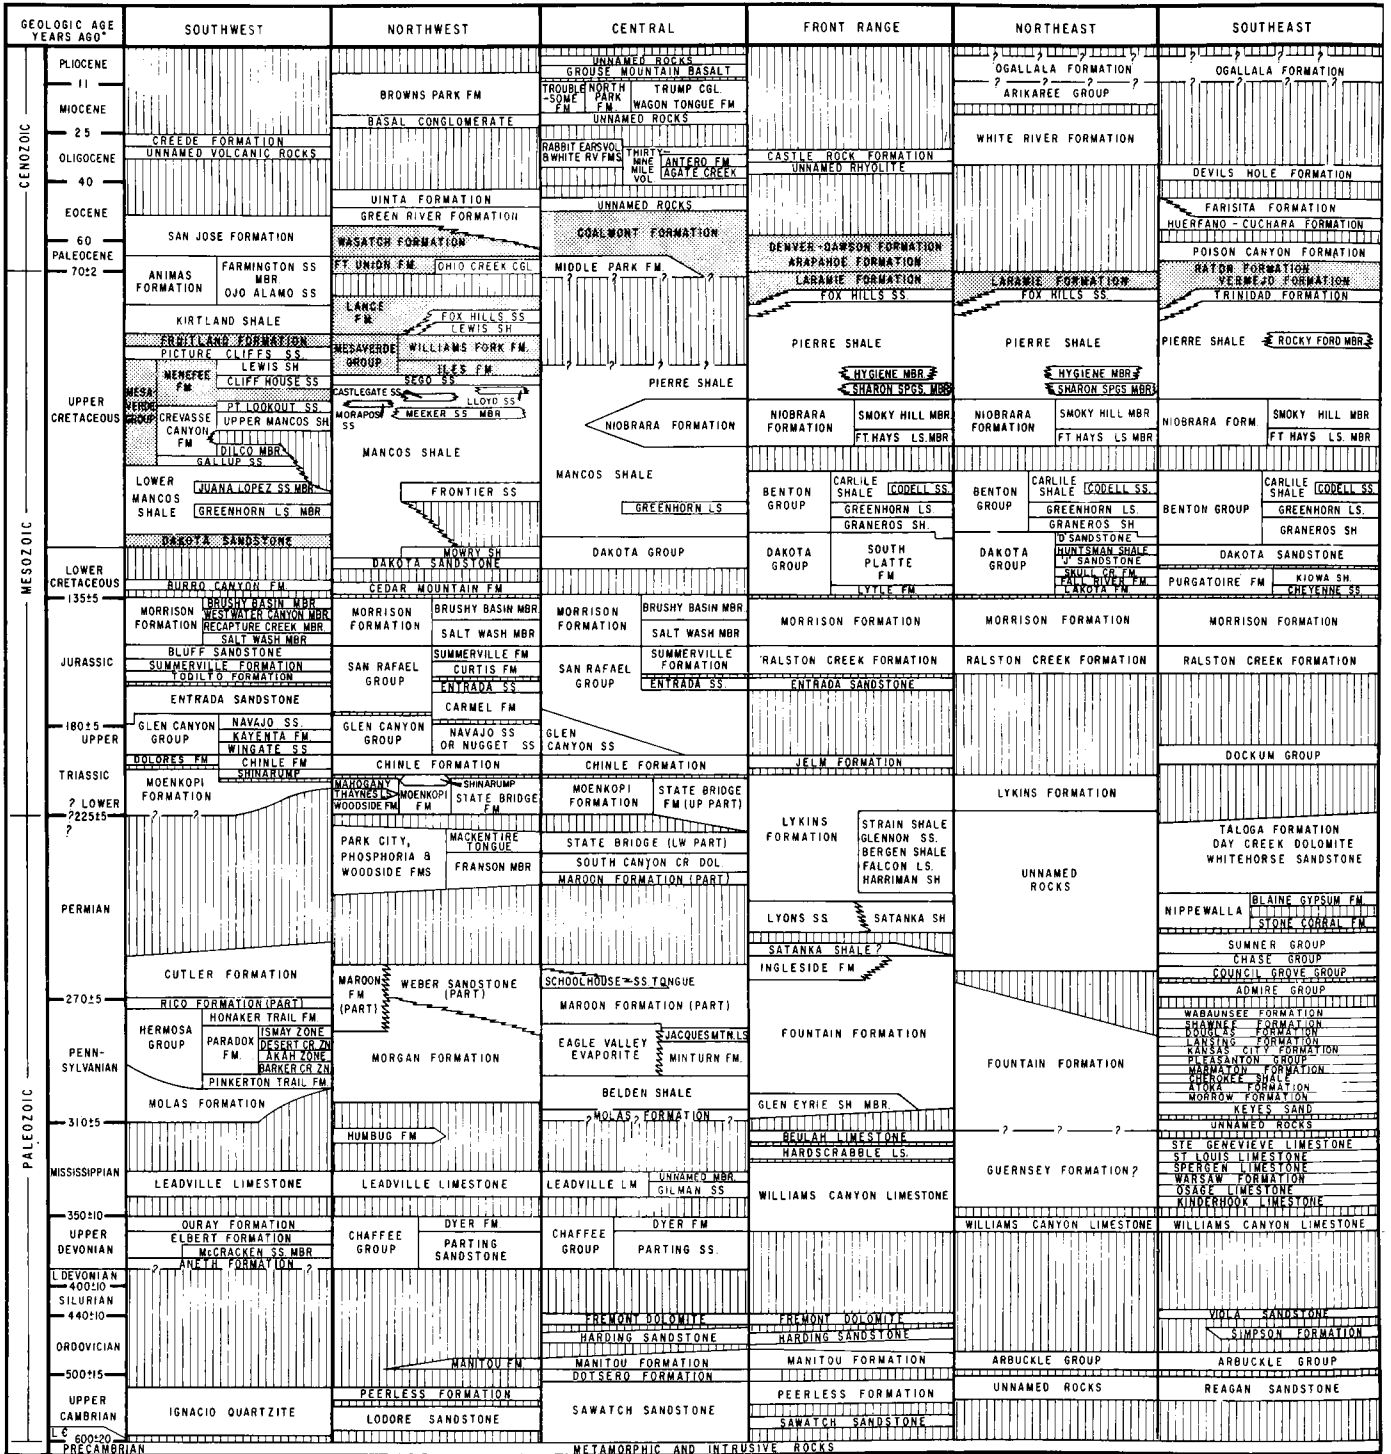 GEOLOGIC AGE
YEARS AGO*
SOUTHWEST
NORTHWEST
CENTRAL
FRONT RANGE
NORTHEAST
SOUTHEAST
CENOZOIC
MESOZOIC
PALEOZOIC
PLIOCENE
11
MIOCENE
25
OLIGOCENE
40
EOCENE
60
PALEOCENE
70±2
UPPER
CRETACEOUS
LOWER
CRETACEOUS
135±5
JURASSIC
180±5
UPPER
TRIASSIC
? LOWER
?225±5
?
PERMIAN
270±5
PENN-
SYLVANIAN
310±5
MISSISSIPPIAN
350±10
UPPER
DEVONIAN
L DEVONIAN
400±10
SILURIAN
440±10
ORDOVICIAN
500±15
UPPER
CAMBRIAN
L Є
600±20
PRECAMBRIAN
METAMORPHIC AND INTRUSIVE ROCKS
CREEDE FORMATION
UNNAMED VOLCANIC ROCKS
SAN JOSE FORMATION
ANIMAS
FORMATION
FARMINGTON SS
MBR
OJO ALAMO SS
KIRTLAND SHALE
FRUITLAND FORMATION
PICTURE CLIFFS SS.
MESA-
VERDE
GROUP
MENEFEE
FM
LEWIS SH
CLIFF HOUSE SS
CREVASSE
CANYON
FM
PT LOOKOUT SS.
UPPER MANCOS SH
DILCO MBR
GALLUP SS
LOWER
MANCOS
SHALE
JUANA LOPEZ SS MBR
GREENHORN LS MBR
DAKOTA SANDSTONE
BURRO CANYON FM
MORRISON
FORMATION
BRUSHY BASIN MBR
WESTWATER CANYON MBR
RECAPTURE CREEK MBR
SALT WASH MBR
BLUFF SANDSTONE
SUMMERVILLE FORMATION
TODILTO FORMATION
ENTRADA SANDSTONE
GLEN CANYON
GROUP
NAVAJO SS.
KAYENTA FM.
WINGATE SS
DOLORES FM
CHINLE FM
SHINARUMP
MOENKOPI
FORMATION
? ?
CUTLER FORMATION
RICO FORMATION (PART)
HERMOSA
GROUP
HONAKER TRAIL FM.
PARADOX
FM.
ISMAY ZONE
DESERT CR. ZN
AKAH ZONE
BARKER CR ZN
PINKERTON TRAIL FM
MOLAS FORMATION
LEADVILLE LIMESTONE
OURAY FORMATION
ELBERT FORMATION
McCRACKEN SS. MBR
? ANETH FORMATION ?
IGNACIO QUARTZITE
BROWNS PARK FM
BASAL CONGLOMERATE
UINTA FORMATION
GREEN RIVER FORMATION
WASATCH FORMATION
FT UNION FM.
OHIO CREEK CGL
LANCE
FM
FOX HILLS SS
LEWIS SH
MESAVERDE
GROUP
WILLIAMS FORK FM.
ILES FM
SEGO SS
CASTLEGATE SS
LLOYD SS
MORAPOS
SS
MEEKER SS MBR
MANCOS SHALE
FRONTIER SS
MOWRY SH
DAKOTA SANDSTONE
CEDAR MOUNTAIN FM
MORRISON
FORMATION
BRUSHY BASIN MBR
SALT WASH MBR
SAN RAFAEL
GROUP
SUMMERVILLE FM
CURTIS FM
ENTRADA SS.
CARMEL FM
GLEN CANYON
GROUP
NAVAJO SS
OR NUGGET SS
CHINLE FORMATION
MAHOGANY
THAYNES LS
WOODSIDE FM
MOENKOPI
FM
SHINARUMP
STATE BRIDGE
FM
PARK CITY,
PHOSPHORIA &
WOODSIDE FMS
MACKENTIRE
TONGUE
FRANSON MBR
MAROON
FM
(PART)
WEBER SANDSTONE
(PART)
MORGAN FORMATION
HUMBUG FM
LEADVILLE LIMESTONE
CHAFFEE
GROUP
DYER FM
PARTING
SANDSTONE
MANITOU FM
PEERLESS FORMATION
LODORE SANDSTONE
UNNAMED ROCKS
GROUSE MOUNTAIN BASALT
TROUBLE
-SOME
FM
NORTH
PARK
FM.
TRUMP CGL.
WAGON TONGUE FM
UNNAMED ROCKS
RABBIT EARS VOL
& WHITE RV FMS.
THIRTY-
NINE
MILE
VOL.
ANTERO FM
AGATE CREEK
UNNAMED ROCKS
COALMONT FORMATION
MIDDLE PARK FM
? ? ? ?
? ? ? ?
PIERRE SHALE
NIOBRARA FORMATION
MANCOS SHALE
GREENHORN LS
DAKOTA GROUP
MORRISON
FORMATION
BRUSHY BASIN MBR.
SALT WASH MBR
SAN RAFAEL
GROUP
SUMMERVILLE
FORMATION
ENTRADA SS.
GLEN
CANYON SS
CHINLE FORMATION
MOENKOPI
FORMATION
STATE BRIDGE
FM (UP PART)
? ?
STATE BRIDGE (LW PART)
SOUTH CANYON CR DOL.
MAROON FORMATION (PART)
SCHOOLHOUSE SS TONGUE
MAROON FORMATION (PART)
EAGLE VALLEY
EVAPORITE
JACQUES MTN. LS
MINTURN FM.
BELDEN SHALE
MOLAS FORMATION
? ? ? ?
LEADVILLE LM
UNNAMED MBR.
GILMAN SS
CHAFFEE
GROUP
DYER FM
PARTING SS.
FREMONT DOLOMITE
HARDING SANDSTONE
MANITOU FORMATION
DOTSERO FORMATION
SAWATCH SANDSTONE
CASTLE ROCK FORMATION
UNNAMED RHYOLITE
DENVER-DAWSON FORMATION
ARAPAHOE FORMATION
LARAMIE FORMATION
FOX HILLS SS.
PIERRE SHALE
HYGIENE MBR
SHARON SPGS. MBR
NIOBRARA
FORMATION
SMOKY HILL MBR
FT. HAYS LS. MBR
BENTON
GROUP
CARLILE
SHALE
CODELL SS.
GREENHORN LS.
GRANEROS SH.
DAKOTA
GROUP
SOUTH
PLATTE
FM
LYTLE FM
MORRISON FORMATION
RALSTON CREEK FORMATION
ENTRADA SANDSTONE
JELM FORMATION
LYKINS
FORMATION
STRAIN SHALE
GLENNON SS.
BERGEN SHALE
FALCON LS.
HARRIMAN SH
LYONS SS.
SATANKA SH
SATANKA SHALE ?
INGLESIDE FM
FOUNTAIN FORMATION
GLEN EYRIE SH MBR.
BEULAH LIMESTONE
HARDSCRABBLE LS.
WILLIAMS CANYON LIMESTONE
FREMONT DOLOMITE
HARDING SANDSTONE
MANITOU FORMATION
PEERLESS FORMATION
SAWATCH SANDSTONE
? ? ? ?
OGALLALA FORMATION
? ? ? ?
ARIKAREE GROUP
WHITE RIVER FORMATION
LARAMIE FORMATION
FOX HILLS SS.
PIERRE SHALE
HYGIENE MBR
SHARON SPGS MBR
NIOBRARA
FORMATION
SMOKY HILL MBR
FT HAYS LS MBR
BENTON
GROUP
CARLILE
SHALE
CODELL SS.
GREENHORN LS.
GRANEROS SH
DAKOTA
GROUP
'D' SANDSTONE
HUNTSMAN SHALE
'J' SANDSTONE
SKULL CR FM.
FALL RIVER FM.
LAKOTA FM
MORRISON FORMATION
RALSTON CREEK FORMATION
LYKINS FORMATION
UNNAMED
ROCKS
FOUNTAIN FORMATION
? ? ?
GUERNSEY FORMATION?
WILLIAMS CANYON LIMESTONE
ARBUCKLE GROUP
UNNAMED ROCKS
? ? ? ?
OGALLALA FORMATION
? ? ? ?
DEVILS HOLE FORMATION
FARISITA FORMATION
HUERFANO - CUCHARA FORMATION
POISON CANYON FORMATION
RATON FORMATION
VERMEJO FORMATION
TRINIDAD FORMATION
PIERRE SHALE
ROCKY FORD MBR.
NIOBRARA FORM.
SMOKY HILL MBR
FT HAYS LS. MBR
BENTON GROUP
CARLILE
SHALE
CODELL SS
GREENHORN LS.
GRANEROS SH
DAKOTA SANDSTONE
PURGATOIRE FM
KIOWA SH.
CHEYENNE SS
MORRISON FORMATION
RALSTON CREEK FORMATION
DOCKUM GROUP
TALOGA FORMATION
DAY CREEK DOLOMITE
WHITEHORSE SANDSTONE
NIPPEWALLA
BLAINE GYPSUM FM.
STONE CORRAL FM
SUMNER GROUP
CHASE GROUP
COUNCIL GROVE GROUP
ADMIRE GROUP
WABAUNSEE FORMATION
SHAWNEE FORMATION
DOUGLAS FORMATION
LANSING FORMATION
KANSAS CITY FORMATION
PLEASANTON GROUP
MARMATON FORMATION
CHEROKEE SHALE
ATOKA FORMATION
MORROW FORMATION
KEYES SAND
UNNAMED ROCKS
STE GENEVIEVE LIMESTONE
ST LOUIS LIMESTONE
SPERGEN LIMESTONE
WARSAW FORMATION
OSAGE LIMESTONE
KINDERHOOK LIMESTONE
WILLIAMS CANYON LIMESTONE
VIOLA SANDSTONE
SIMPSON FORMATION
ARBUCKLE GROUP
REAGAN SANDSTONE